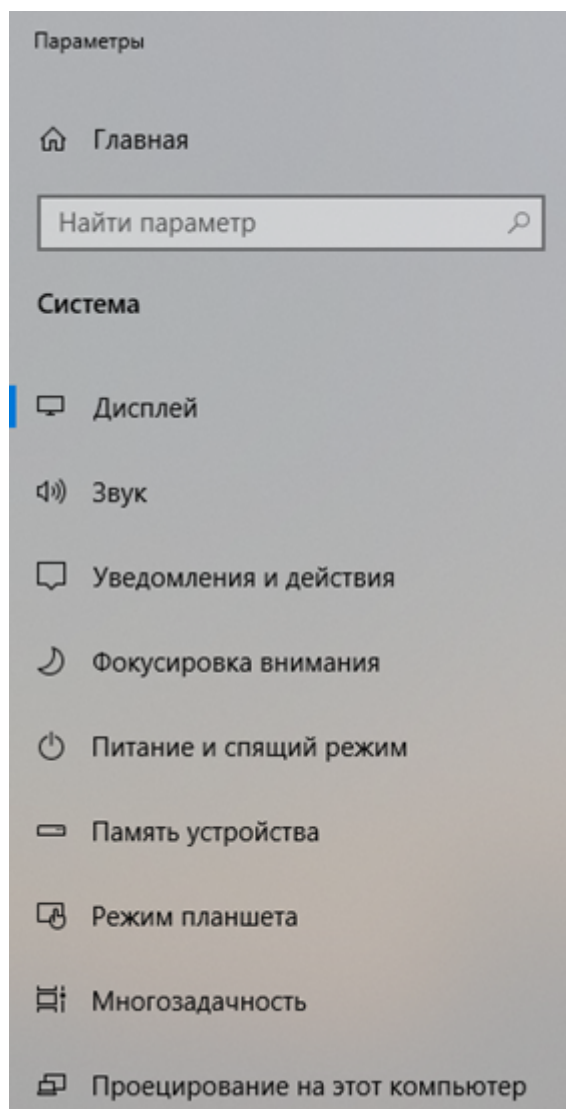 Параметры
Главная
Найти параметр
Система
Дисплей
Звук
Уведомления и действия
Фокусировка внимания
Питание и спящий режим
Память устройства
Режим планшета
Многозадачность
Проецирование на этот компьютер